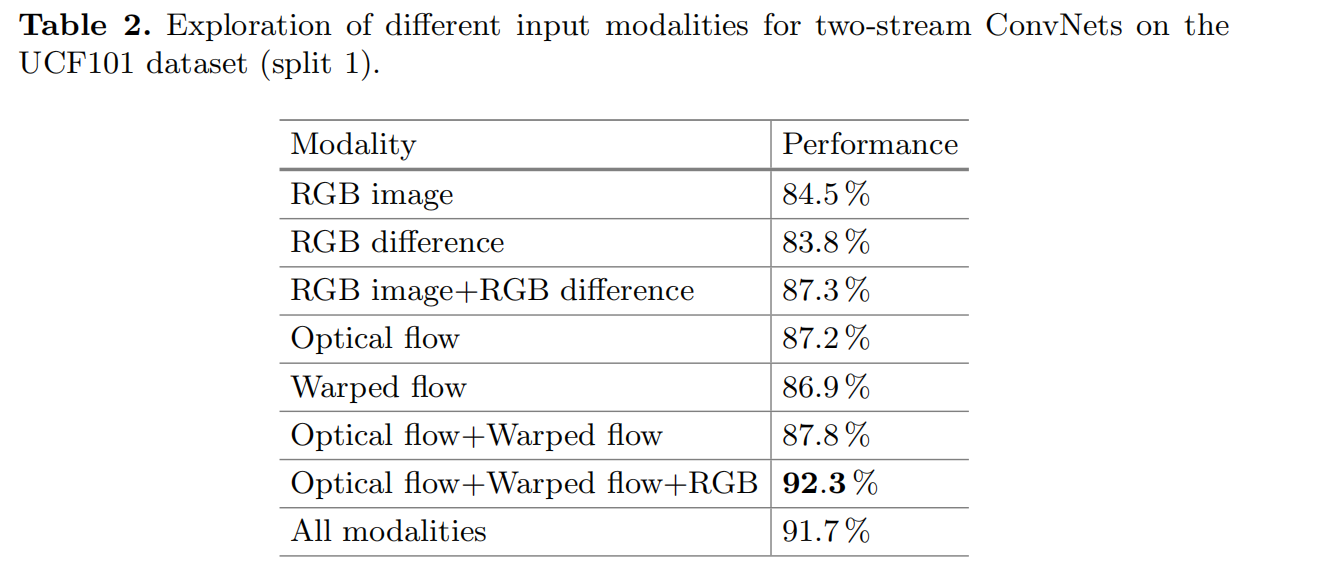 Table 2. Exploration of different input modalities for two-stream ConvNets on the
UCF101 dataset (split 1).
Modality Performance
RGB image 84.5 %
RGB difference 83.8 %
RGB image+RGB difference 87.3 %
Optical flow 87.2 %
Warped flow 86.9 %
Optical flow+Warped flow 87.8 %
Optical flow+Warped flow+RGB 92.3 %
All modalities 91.7 %